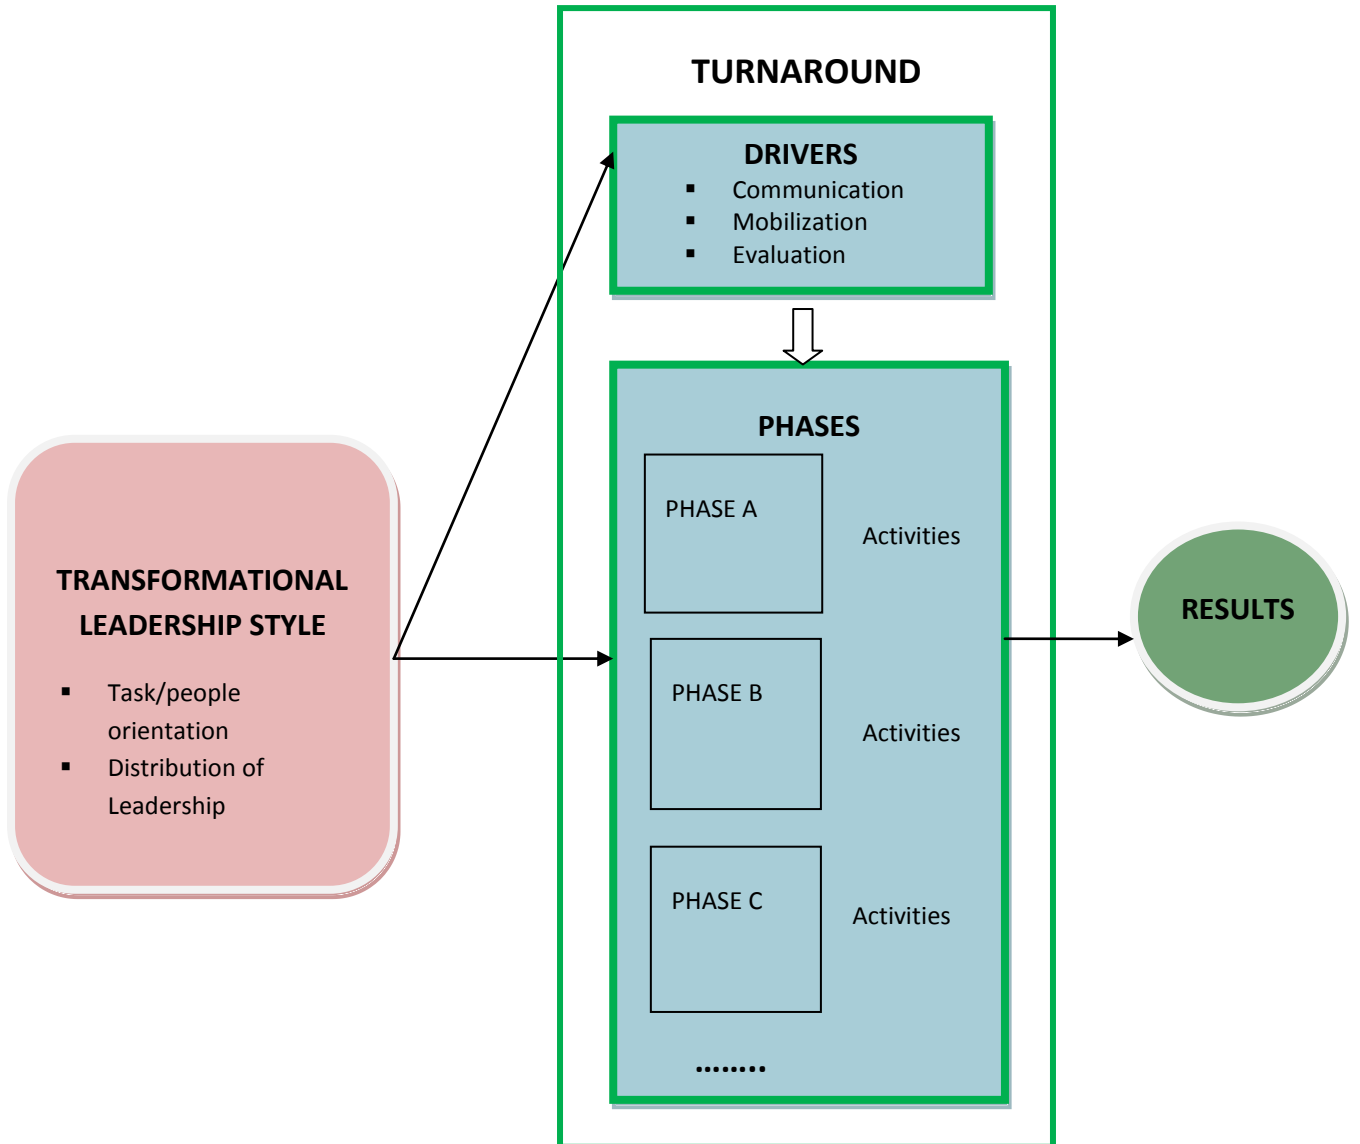 TURNAROUND
DRIVERS
▪ Communication
▪ Mobilization
▪ Evaluation
PHASES
PHASE A
Activities
PHASE B
Activities
PHASE C
Activities
........
TRANSFORMATIONAL
LEADERSHIP STYLE
▪ Task/people
orientation
▪ Distribution of
Leadership
RESULTS